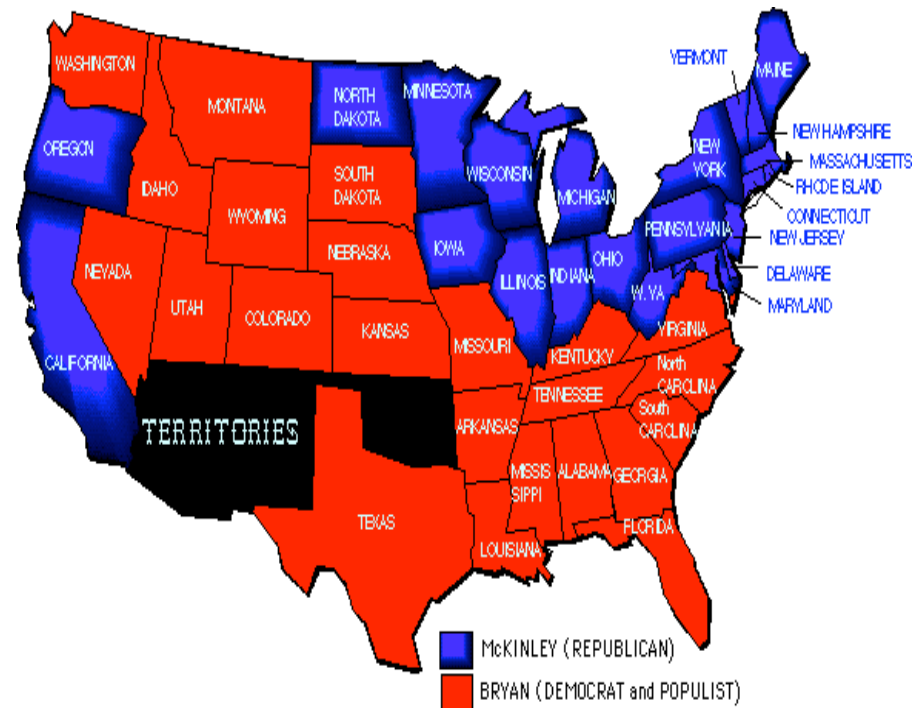 WASHINGTON
MONTANA
NORTH
DAKOTA
MINNESOTA
VERMONT
MAINE
OREGCN
IDAHO
WYOMING
SOUTH
DAKOTA
WISCONSIN
MICHIGAN
NEW
YORK
NEW HAMPSHIRE
MASSACHUSETTS
RHODE ISLAND
CONNECTICUT
NEW JERSEY
DELAWARE
MARYLAND
PENNSYLVANIA
NEVADA
UTAH
COLORADO
NEBRASKA
IOWA
ILLINOIS
INDIANA
OHIO
W. VA
CALIFORNIA
KANSAS
MISSOURI
KENTUCKY
VIRGINIA
TERRITORIES
TENNESSEE
North
CARCLINA
South
CARCLINA
ARKANSAS
MISSIS
SIPPI
ALABAMA
GEORGIA
TEXAS
LOUISIANA
FLORIDA
McKINLEY (REPUBLICAN)
BRYAN (DEMOCRAT and POPULIST)